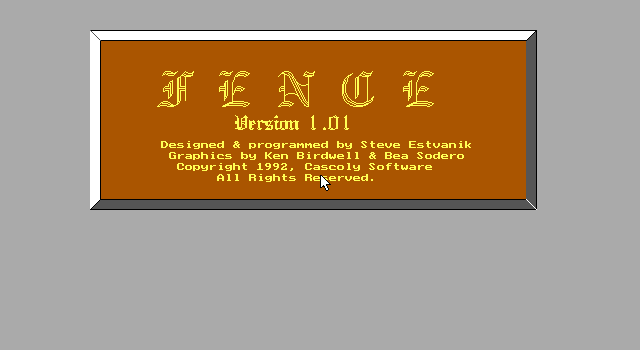 FENCE
Version 1.01
Designed & programmed by Steve Estvanik
Graphics by Ken Birdwell & Bea Sodero
Copyright 1992, Cascoly Software
All Rights Reserved.